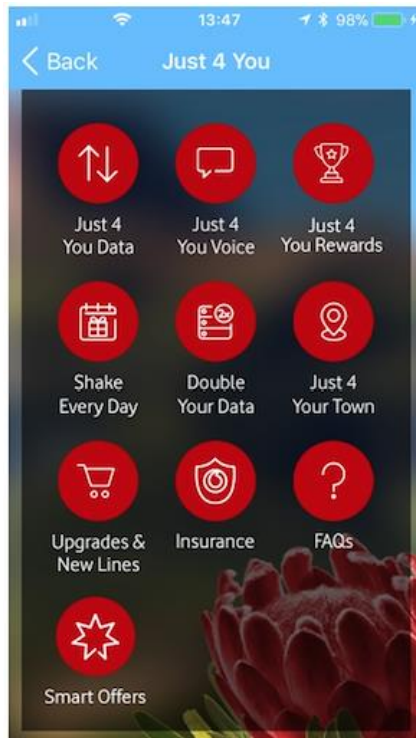 13:47 98%
Back Just 4 You
Just 4 Just 4 Just 4
You Data You Voice You Rewards
2x
Shake Double Just 4
Every Day Your Data Your Town
Upgrades & Insurance FAQs
New Lines
Smart Offers